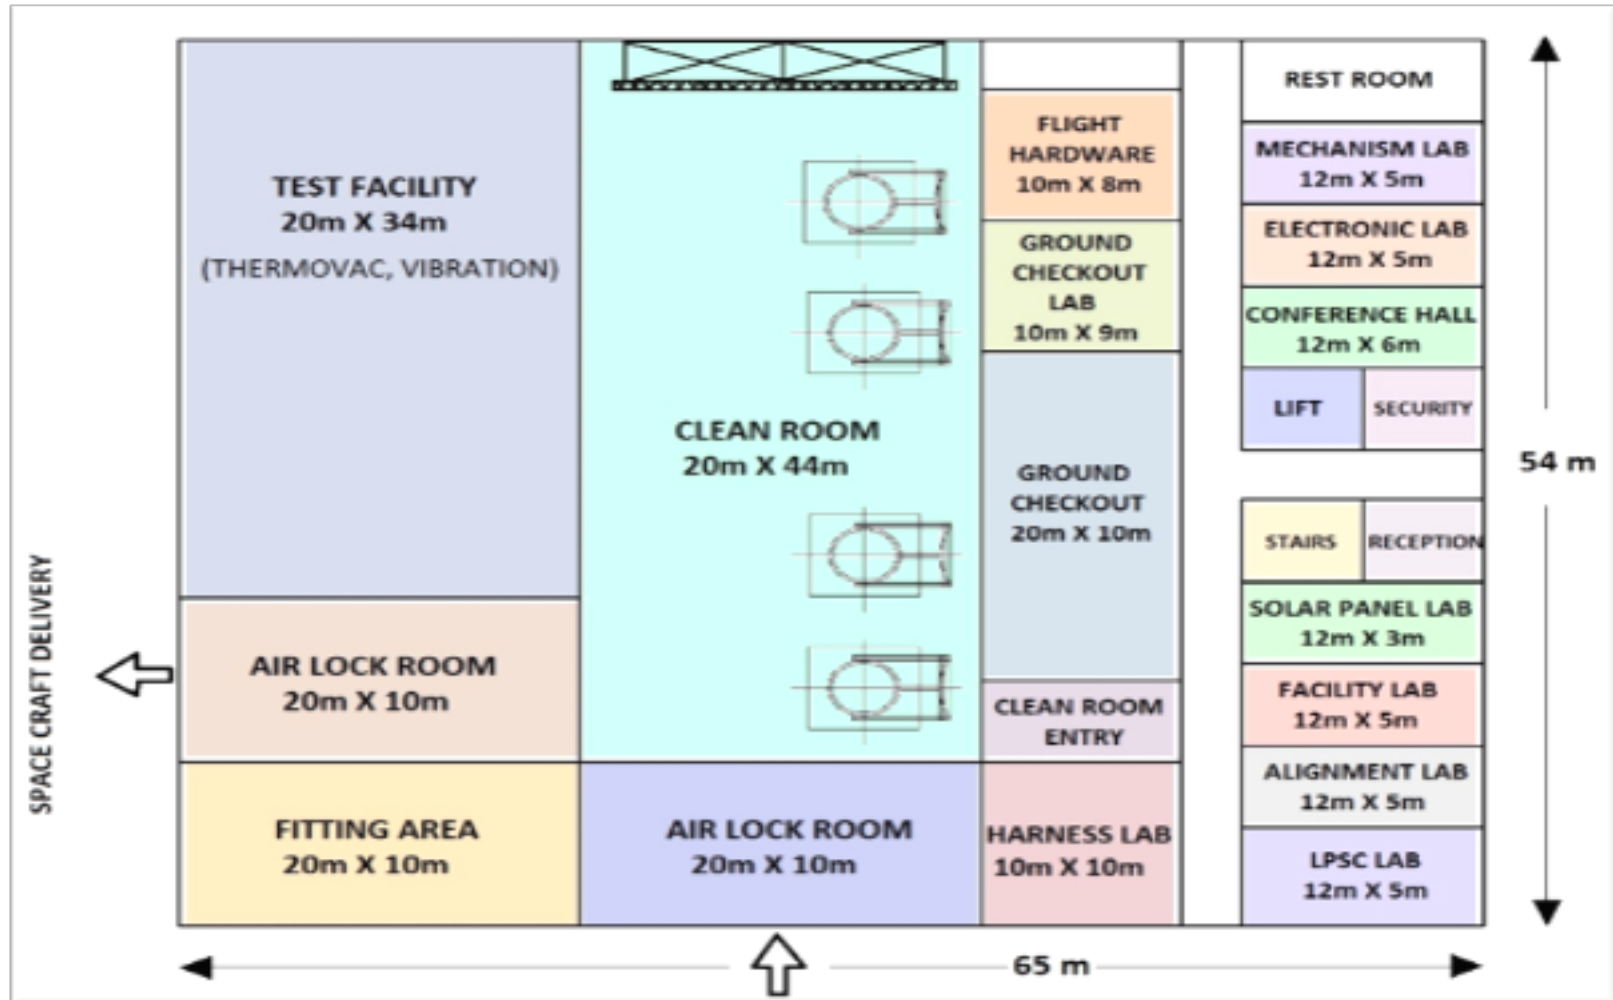 TEST FACILITY
20m X 34m
(THERMOVAC, VIBRATION)
AIR LOCK ROOM
20m X 10m
FITTING AREA
20m X 10m
SPACE CRAFT DELIVERY
CLEAN ROOM
20m X 44m
AIR LOCK ROOM
20m X 10m
FLIGHT
HARDWARE
10m X 8m
GROUND
CHECKOUT
LAB
10m X 9m
GROUND
CHECKOUT
20m X 10m
CLEAN ROOM
ENTRY
HARNESS LAB
10m X 10m
REST ROOM
MECHANISM LAB
12m X 5m
ELECTRONIC LAB
12m X 5m
CONFERENCE HALL
12m X 6m
LIFT
SECURITY
STAIRS
RECEPTION
SOLAR PANEL LAB
12m X 3m
FACILITY LAB
12m X 5m
ALIGNMENT LAB
12m X 5m
LPSC LAB
12m X 5m
54 m
65 m